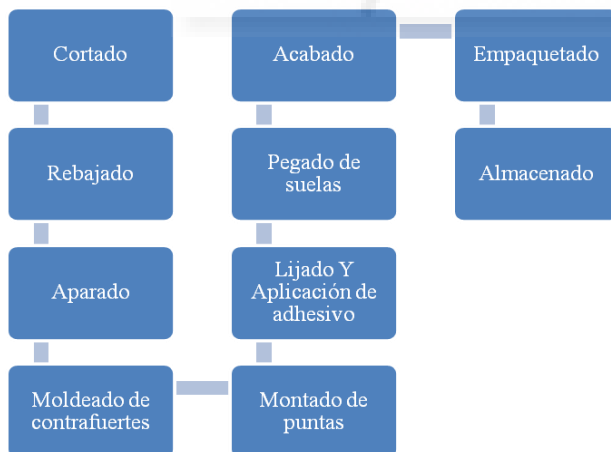 Cortado
Rebajado
Aparado
Moldeado de
contrafuertes
Montado de
puntas
Lijado Y
Aplicación de
adhesivo
Pegado de
suelas
Acabado
Empaquetado
Almacenado